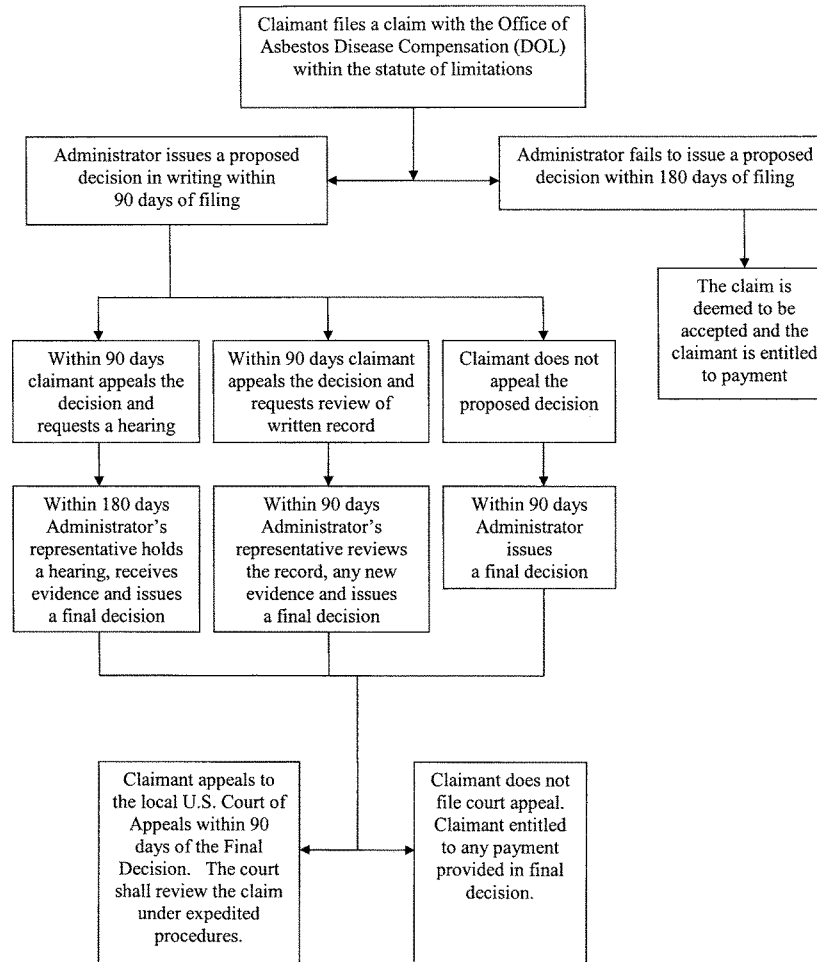 Claimant files a claim with the Office of
Asbestos Disease Compensation (DOL)
within the statute of limitations
Administrator issues a proposed
decision in writing within
90 days of filing
Administrator fails to issue a proposed
decision within 180 days of filing
The claim is
deemed to be
accepted and the
claimant is entitled
to payment
Within 90 days
claimant appeals the
decision and
requests a hearing
Within 90 days claimant
appeals the decision and
requests review of
written record
Claimant does not
appeal the
proposed decision
Within 180 days
Administrator’s
representative holds
a hearing, receives
evidence and issues
a final decision
Within 90 days
Administrator’s
representative reviews
the record, any new
evidence and issues
a final decision
Within 90 days
Administrator
issues
a final decision
Claimant appeals to
the local U.S. Court of
Appeals within 90
days of the Final
Decision. The court
shall review the claim
under expedited
procedures.
Claimant does not
file court appeal.
Claimant entitled
to any payment
provided in final
decision.